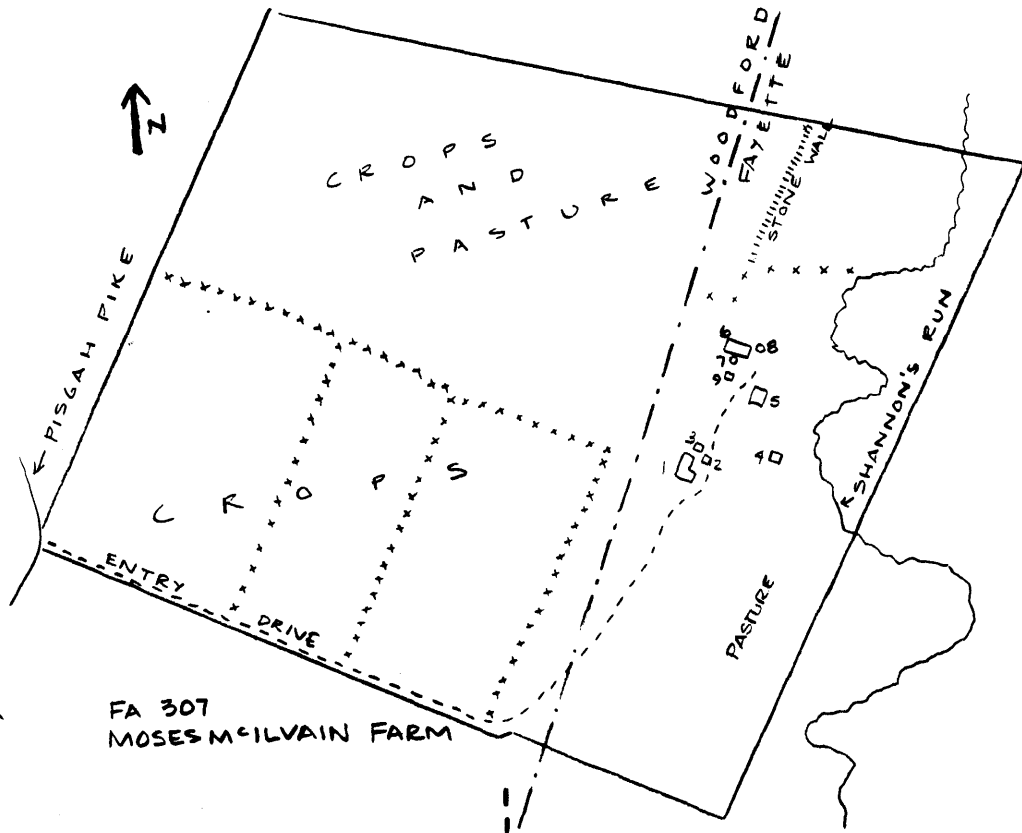 WOODFORD
FAYETTE
N
CROPS
AND
PASTURE
STONE WALL
PISGAH PIKE
SHANNON'S RUN
6
8
7
9
5
3
1
2
4
CROPS
ENTRY DRIVE
PASTURE
FA 307
MOSES McILVAIN FARM